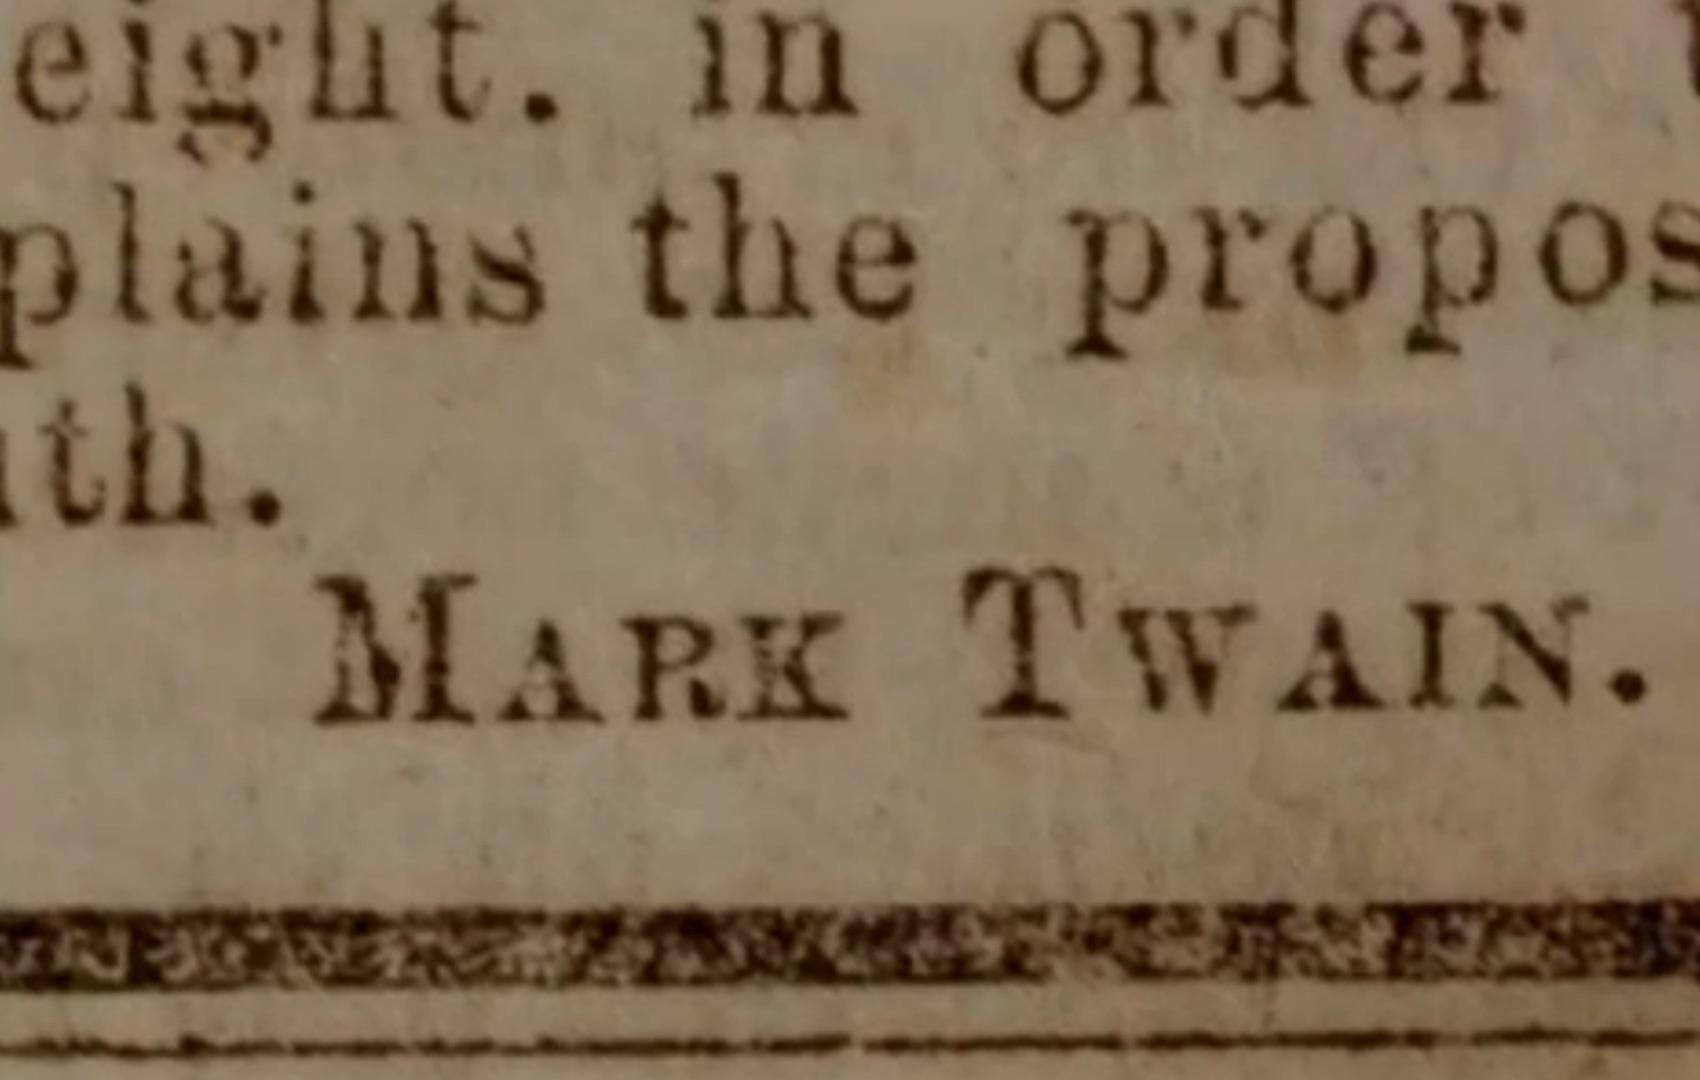 eight. in order
plains the propos
th.
MARK TWAIN.